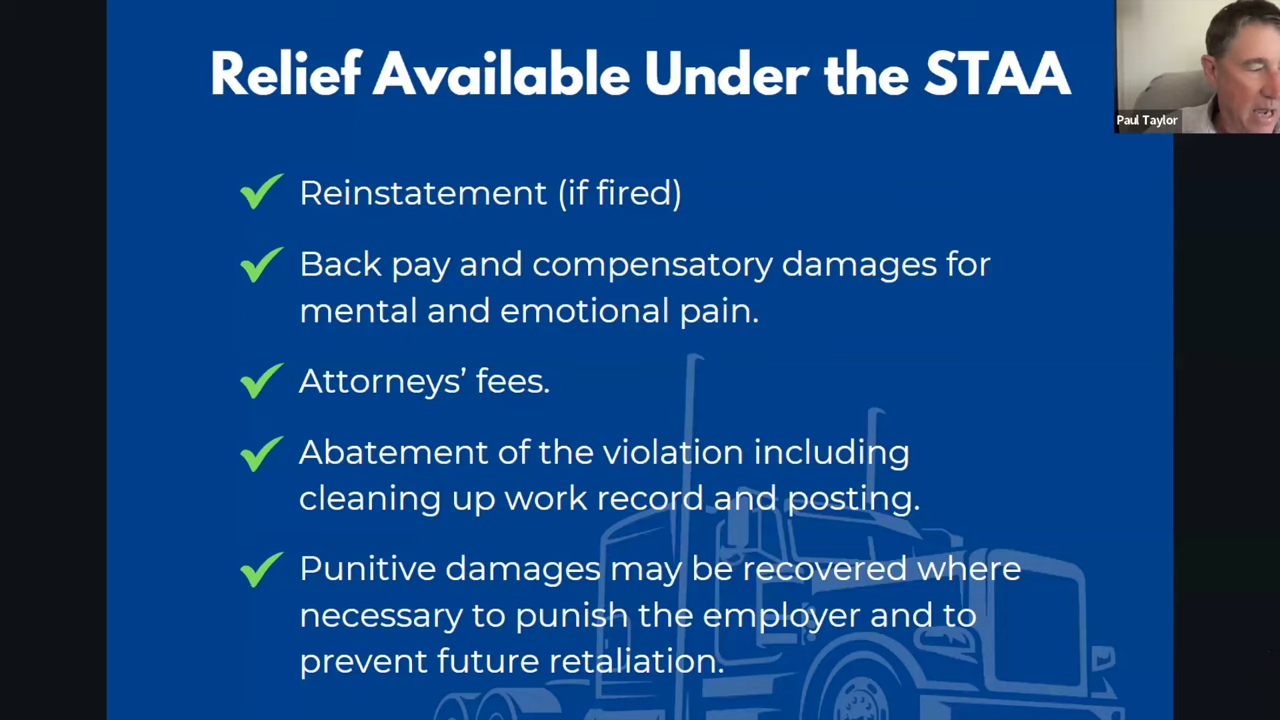 Relief Available Under the STAA
Paul Taylor
Reinstatement (if fired)
Back pay and compensatory damages for
mental and emotional pain.
Attorneys’ fees.
Abatement of the violation including
cleaning up work record and posting.
Punitive damages may be recovered where
necessary to punish the employer and to
prevent future retaliation.